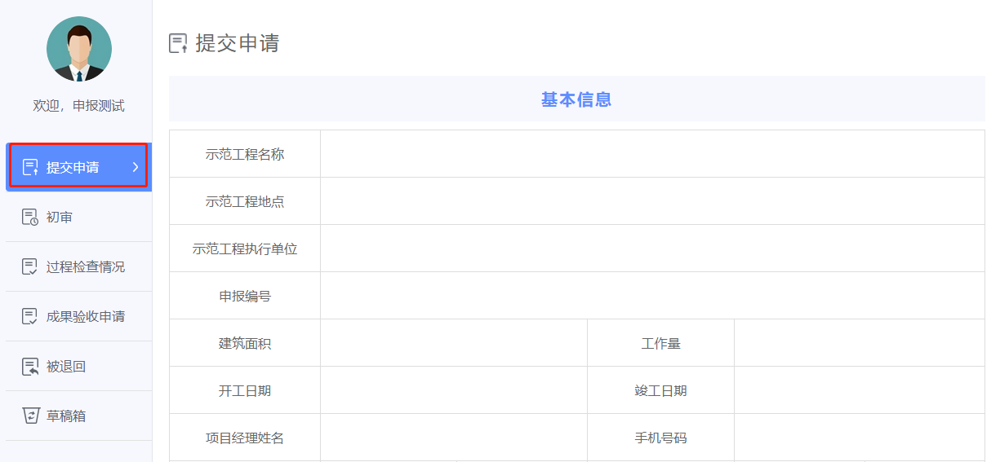 欢迎，申报测试
提交申请
初审
过程检查情况
成果验收申请
被退回
草稿箱
提交申请
基本信息
示范工程名称
示范工程地点
示范工程执行单位
申报编号
建筑面积 工作量
开工日期 竣工日期
项目经理姓名 手机号码